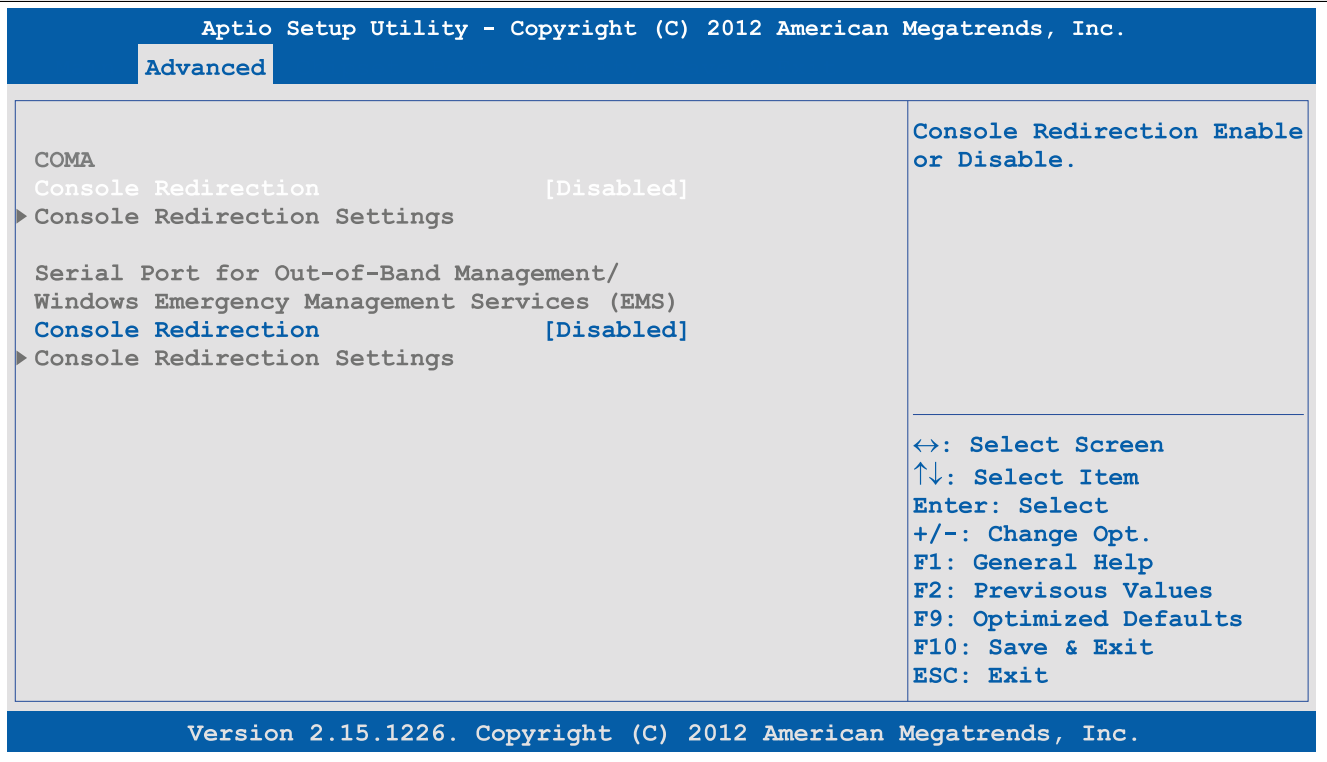 Aptio Setup Utility - Copyright (C) 2012 American Megatrends, Inc.
Advanced
COMA
Console Redirection [Disabled]
Console Redirection Settings
Serial Port for Out-of-Band Management/
Windows Emergency Management Services (EMS)
Console Redirection [Disabled]
Console Redirection Settings
Console Redirection Enable
or Disable.
↔: Select Screen
↑↓: Select Item
Enter: Select
+/-: Change Opt.
F1: General Help
F2: Previsous Values
F9: Optimized Defaults
F10: Save & Exit
ESC: Exit
Version 2.15.1226. Copyright (C) 2012 American Megatrends, Inc.